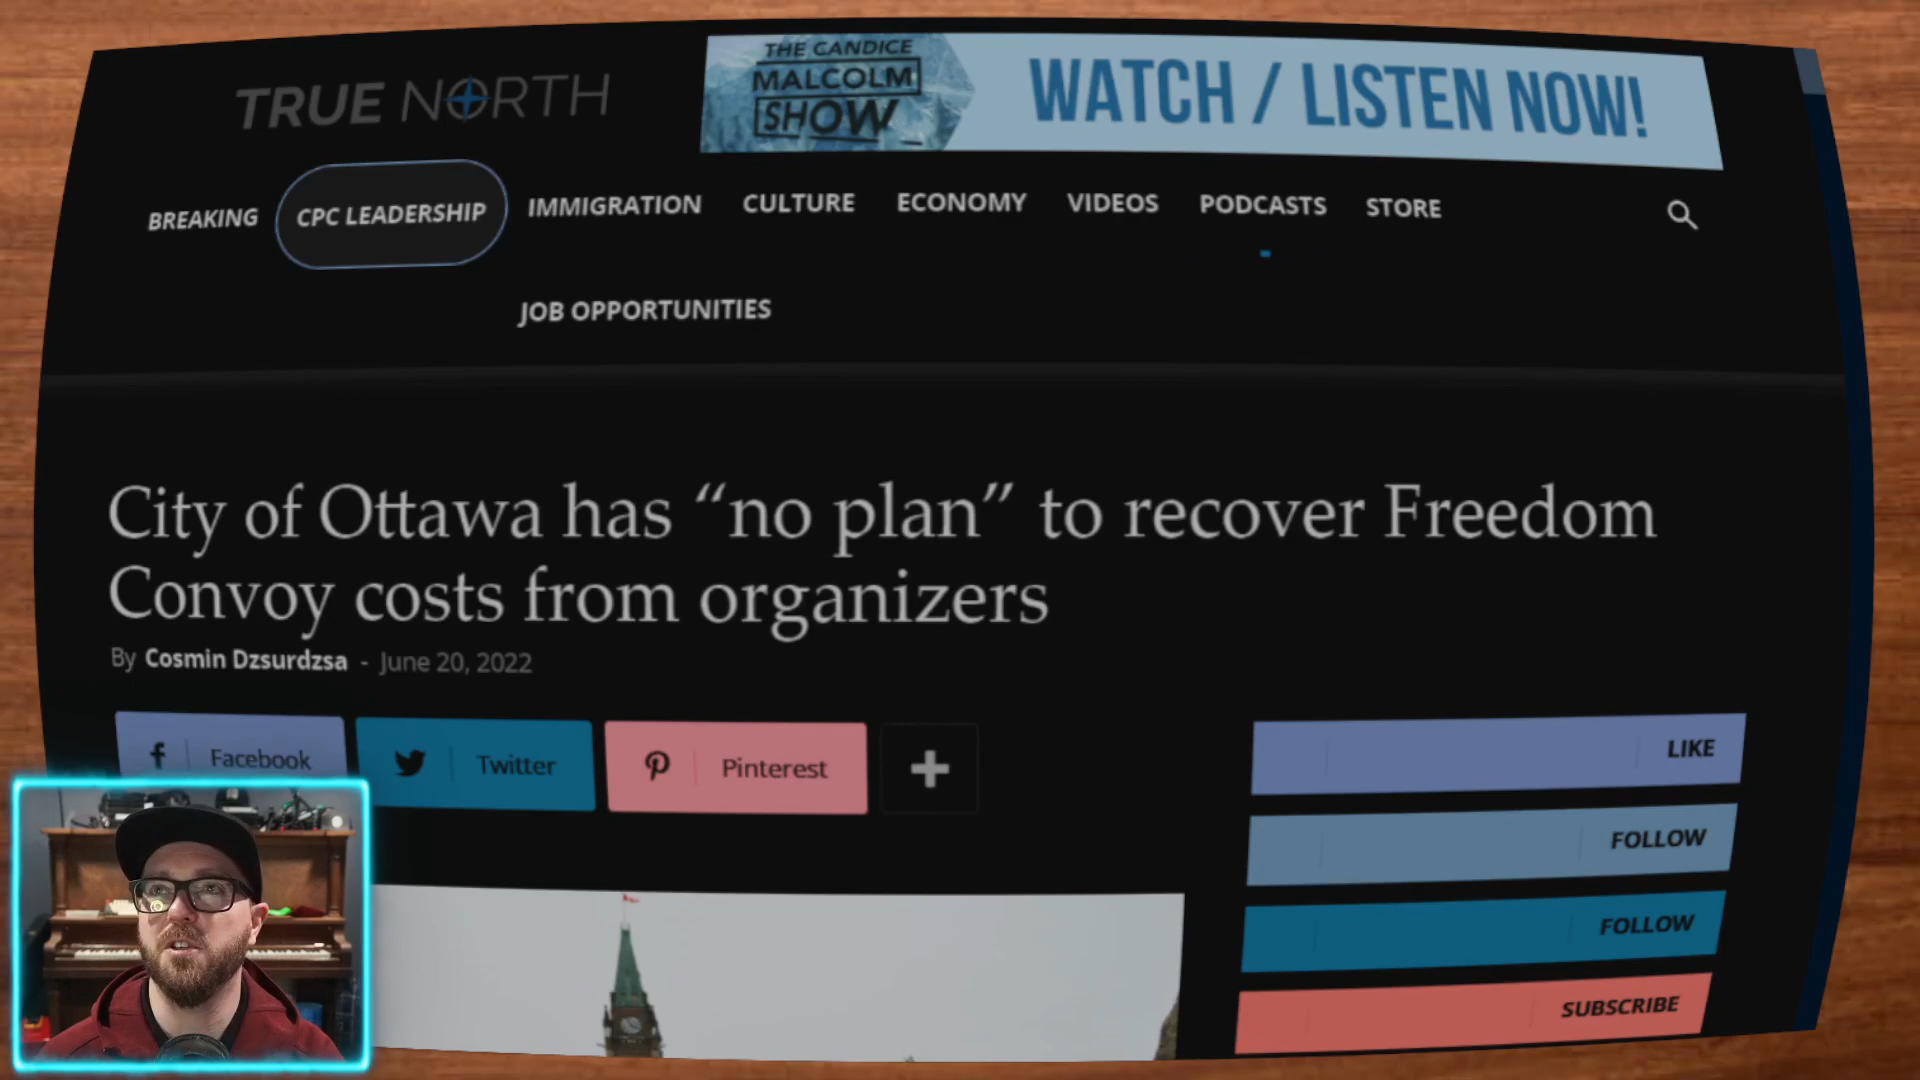 TRUE NORTH
THE CANDICE
MALCOLM
SHOW
WATCH / LISTEN NOW!
BREAKING
CPC LEADERSHIP
IMMIGRATION
CULTURE
ECONOMY
VIDEOS
PODCASTS
STORE
JOB OPPORTUNITIES
City of Ottawa has “no plan” to recover Freedom
Convoy costs from organizers
By Cosmin Dzsurdzsa - June 20, 2022
Facebook
Twitter
Pinterest
LIKE
FOLLOW
FOLLOW
SUBSCRIBE